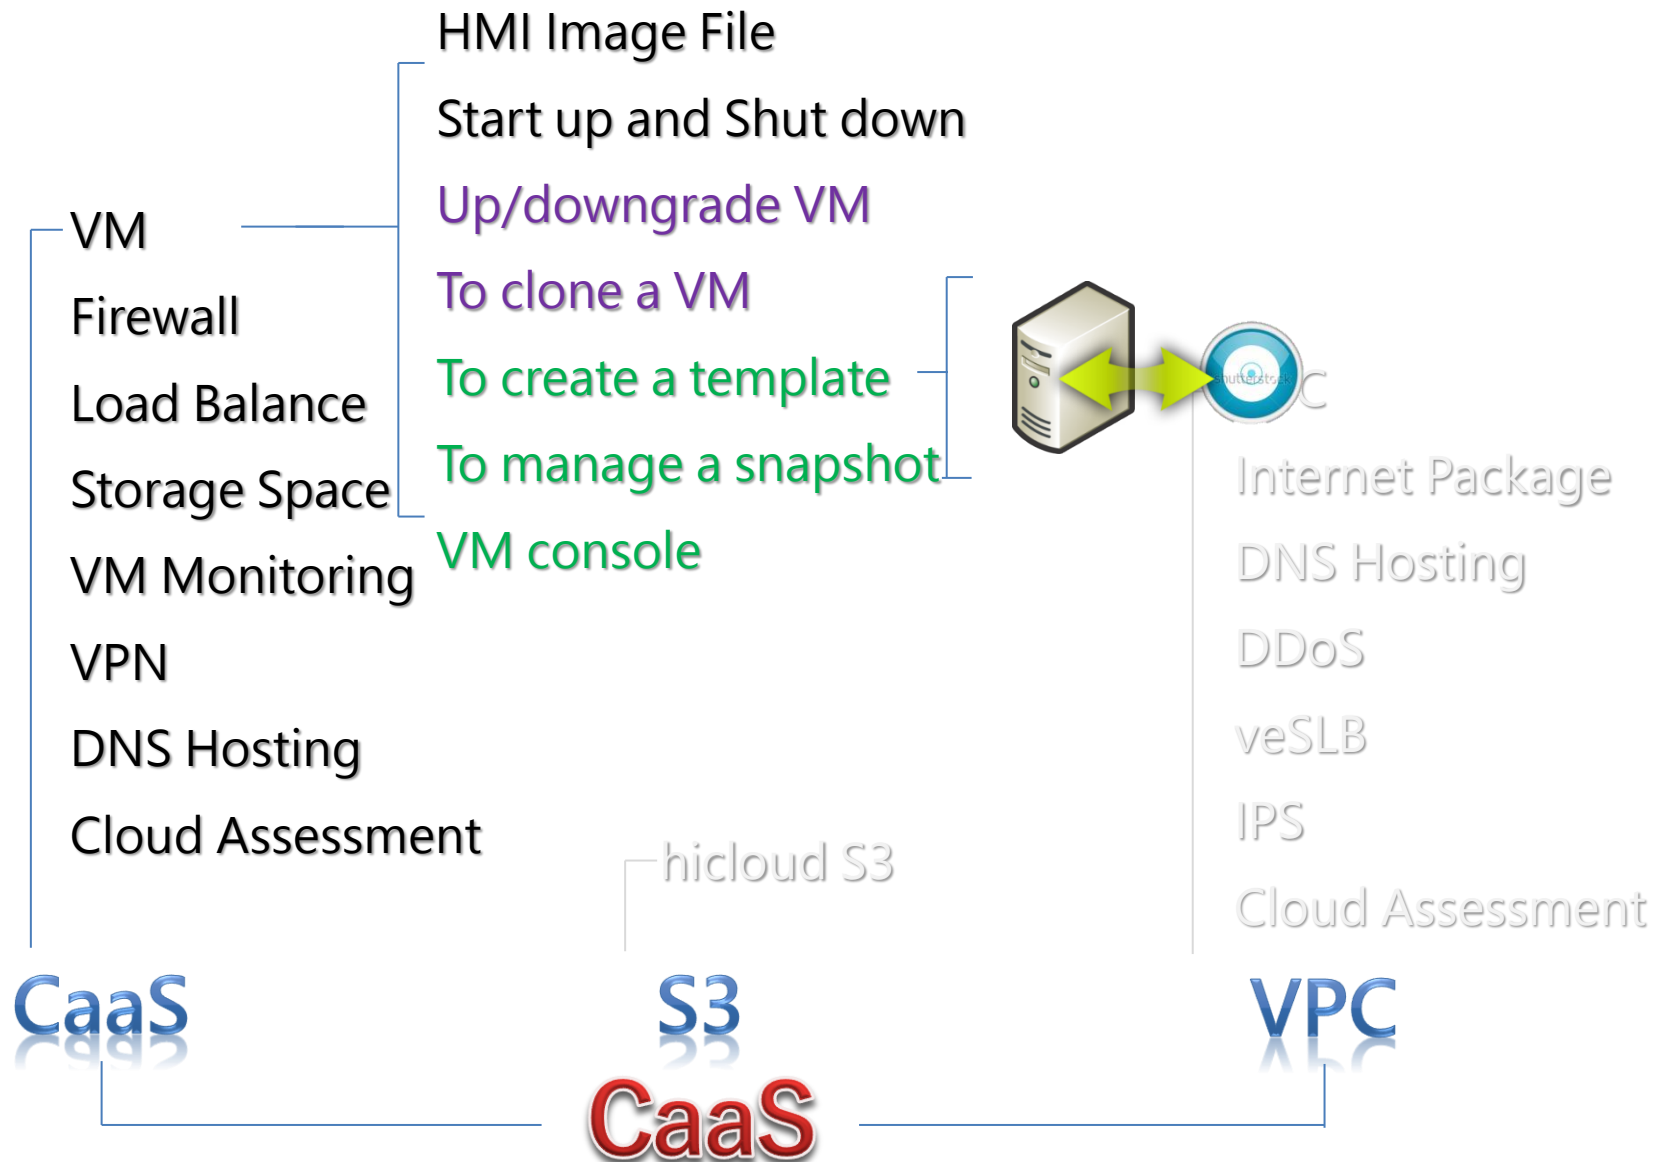 HMI Image File
Start up and Shut down
Up/downgrade VM
To clone a VM
To create a template
To manage a snapshot
VM console
VM
Firewall
Load Balance
Storage Space
VM Monitoring
VPN
DNS Hosting
Cloud Assessment
hicloud S3
shutterstock
C
Internet Package
DNS Hosting
DDoS
veSLB
IPS
Cloud Assessment
CaaS
S3
VPC
CaaS